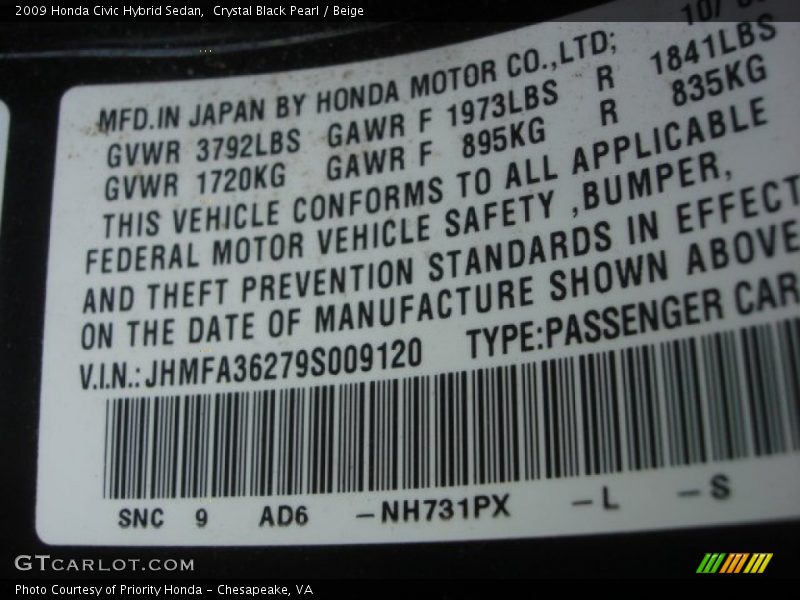 2009 Honda Civic Hybrid Sedan,  Crystal Black Pearl / Beige
MFD.IN JAPAN BY HONDA MOTOR CO.,LTD;
GVWR 3792LBS GAWR F 1973LBS R 1841LBS
GVWR 1720KG GAWR F 895KG R 835KG
THIS VEHICLE CONFORMS TO ALL APPLICABLE
FEDERAL MOTOR VEHICLE SAFETY ,BUMPER,
AND THEFT PREVENTION STANDARDS IN EFFECT
ON THE DATE OF MANUFACTURE SHOWN ABOVE
V.I.N.: JHMFA36279S009120 TYPE:PASSENGER CAR
SNC 9 AD6 –NH731PX –L –S
GTCARLOT.COM
Photo Courtesy of Priority Honda – Chesapeake, VA